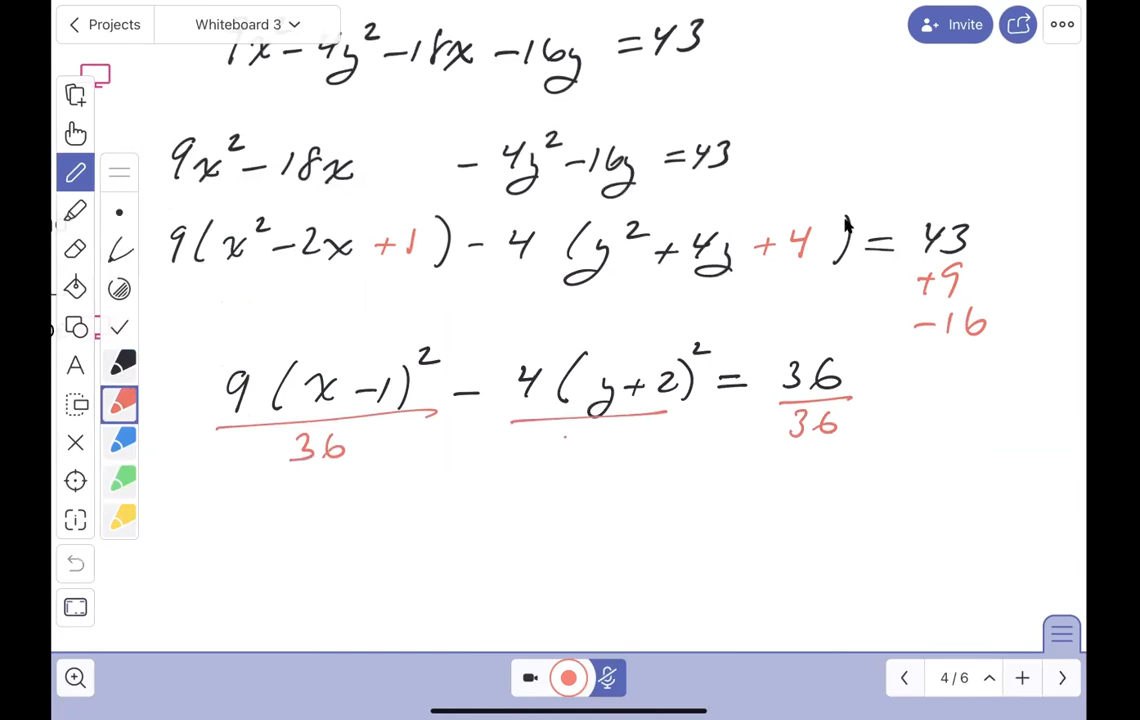 Projects Whiteboard 3 Invite
9x² - 4y² - 18x - 16y = 43
9x² - 18x - 4y² - 16y = 43
9(x² - 2x + 1) - 4(y² + 4y + 4) = 43
+9
-16
9(x - 1)² - 4(y + 2)² = 36
36 36
A
4 / 6